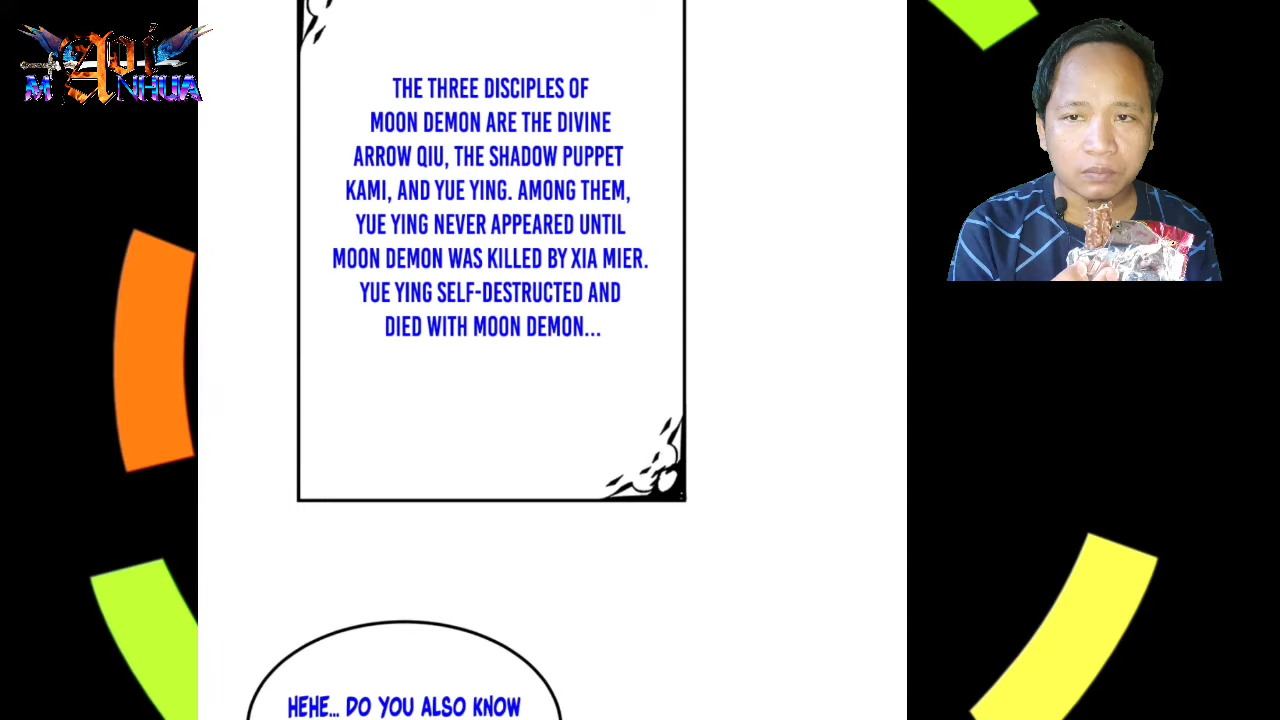 Aoi
MANHUA
THE THREE DISCIPLES OF
MOON DEMON ARE THE DIVINE
ARROW QIU, THE SHADOW PUPPET
KAMI, AND YUE YING. AMONG THEM,
YUE YING NEVER APPEARED UNTIL
MOON DEMON WAS KILLED BY XIA MIER.
YUE YING SELF-DESTRUCTED AND
DIED WITH MOON DEMON...
HEHE... DO YOU ALSO KNOW